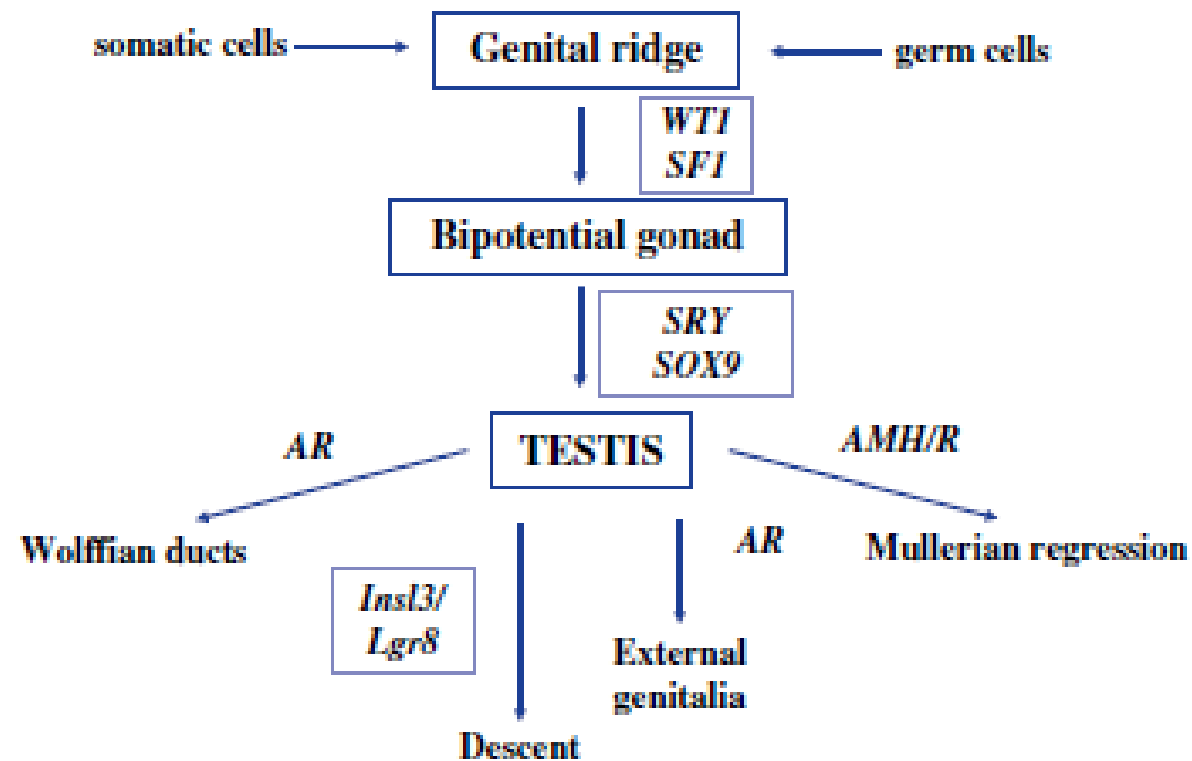 somatic cells
Genital ridge
germ cells
WT1
SF1
Bipotential gonad
SRY
SOX9
AR
TESTIS
AMH/R
Wolffian ducts
AR
Mullerian regression
Insl3/
Lgr8
External
genitalia
Descent